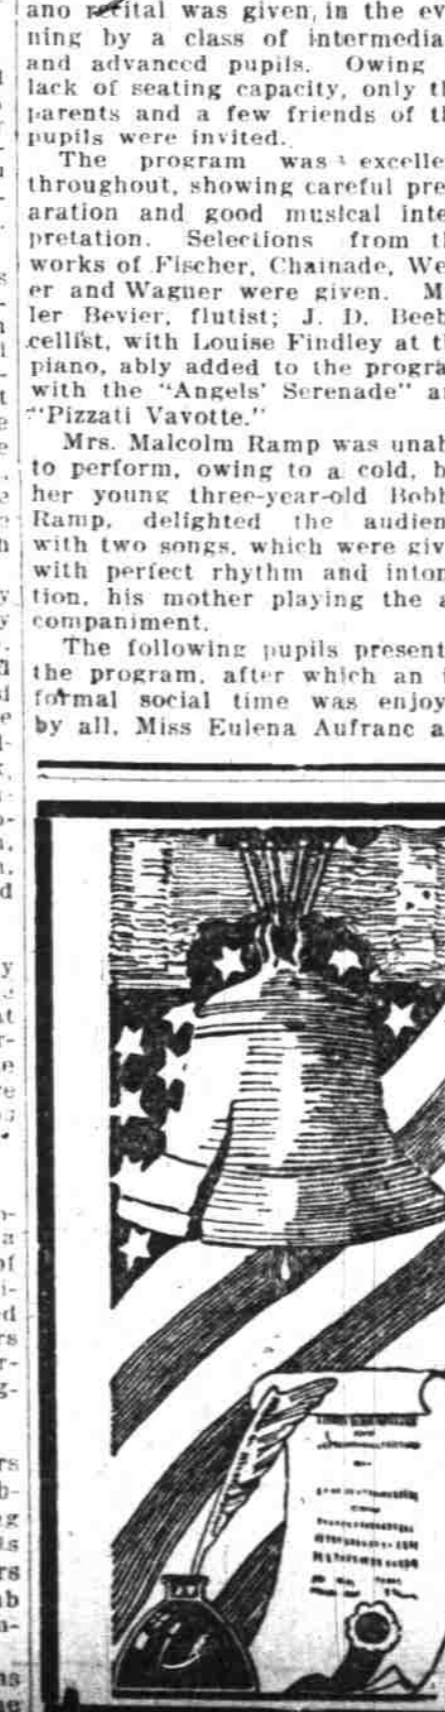 ano recital was given, in the eve
ning by a class of intermedia
and advanced pupils. Owing
lack of seating capacity, only th
parents and a few friends of th
pupils were invited.
The program was excelle
throughout, showing careful pre
aration and good musical inte
pretation. Selections from th
works of Fischer, Chainade, We
er and Wagner were given. M
ler Bevier, flutist; J. D. Beeb
cellist, with Louise Findley at th
piano, ably added to the progra
with the "Angels' Serenade" a
"Pizzati Vavotte."
Mrs. Malcolm Ramp was unab
to perform, owing to a cold, b
her young three-year-old Bobb
Ramp, delighted the audien
with two songs, which were giv
with perfect rhythm and inton
tion, his mother playing the a
companiment.
The following pupils present
the program, after which an i
formal social time was enjoy
by all, Miss Eulena Aufranc a